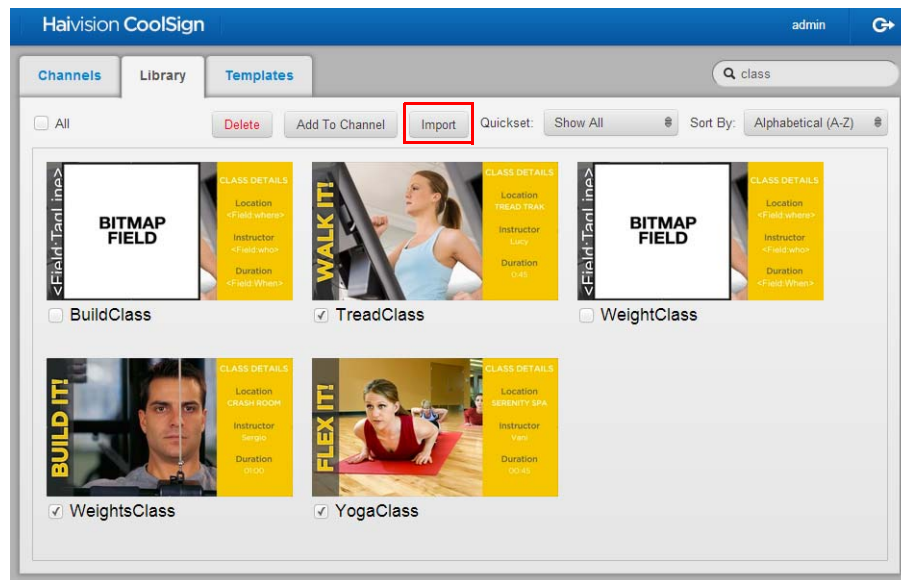 Haivision CoolSign
admin
Channels
Library
Templates
class
All
Delete
Add To Channel
Import
Quickset:
Show All
Sort By:
Alphabetical (A-Z)
<Field:TagLine>
BITMAP
FIELD
CLASS DETAILS
Location
<Field:where>
Instructor
<Field:who>
Duration
<Field:When>
BuildClass
WALK IT!
CLASS DETAILS
Location
TREAD TRAK
Instructor
Lucy
Duration
0:45
TreadClass
<Field:TagLine>
BITMAP
FIELD
CLASS DETAILS
Location
<Field:where>
Instructor
<Field:who>
Duration
<Field:When>
WeightClass
BUILD IT!
CLASS DETAILS
Location
CRASH ROOM
Instructor
Sergio
Duration
01:00
WeightsClass
FLEX IT!
CLASS DETAILS
Location
SERENITY SPA
Instructor
Vani
Duration
00:45
YogaClass